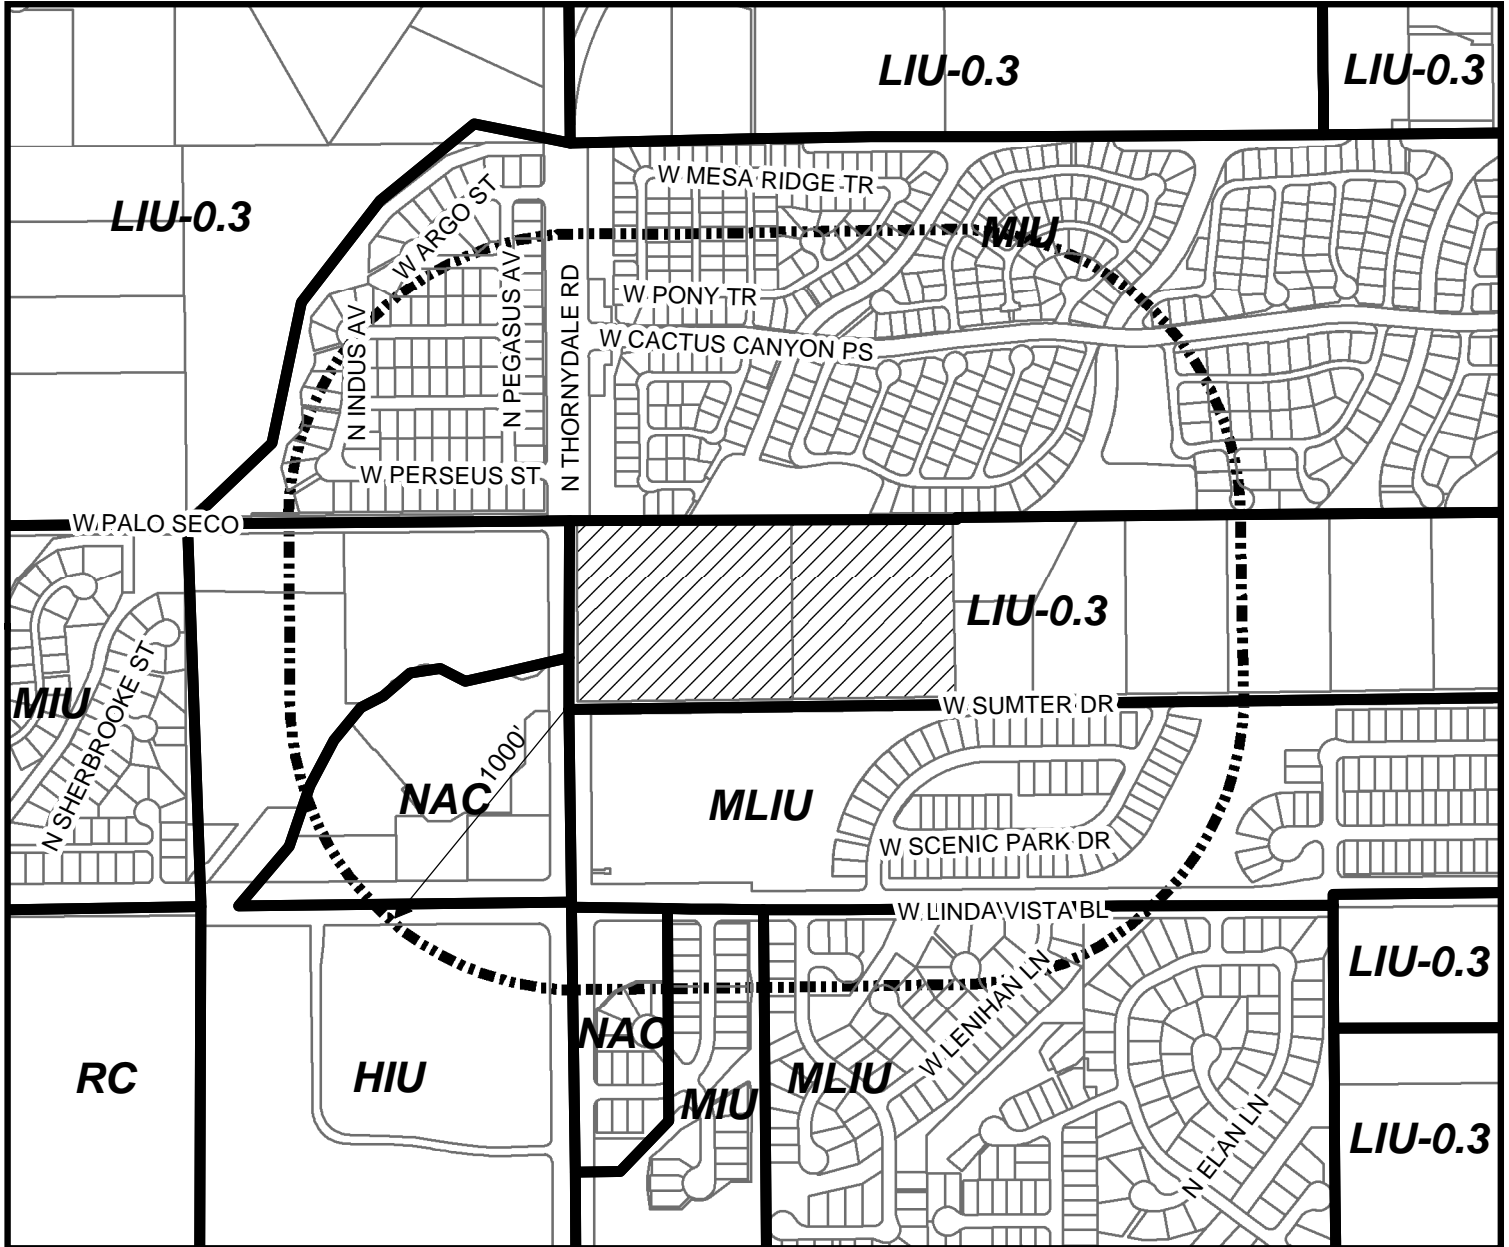 LIU-0.3
LIU-0.3
W MESA RIDGE TR
LIU-0.3
W ARGO ST
MIU
W PONY TR
N PEGASUS AV
N THORNYDALE RD
N INDUS AV
W CACTUS CANYON PS
W PERSEUS ST
W PALO SECO
LIU-0.3
MIU
N SHERBROOKE ST
W SUMTER DR
1000'
NAC
MLIU
W SCENIC PARK DR
W LINDA VISTA BL
LIU-0.3
W LENIHAN LN
NAC
RC
HIU
MIU
MLIU
N ELAN LN
LIU-0.3